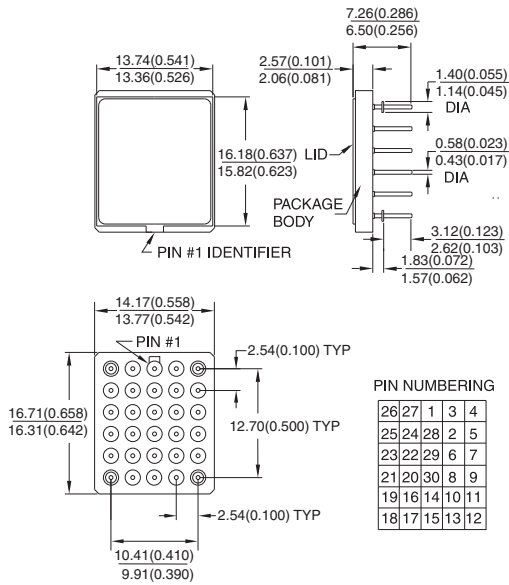 7.26(0.286)
6.50(0.256)
13.74(0.541)
13.36(0.526)
2.57(0.101)
2.06(0.081)
1.40(0.055)
1.14(0.045)
DIA
16.18(0.637)
15.82(0.623)
LID
0.58(0.023)
0.43(0.017)
DIA
PACKAGE
BODY
3.12(0.123)
2.62(0.103)
PIN #1 IDENTIFIER
1.83(0.072)
1.57(0.062)
14.17(0.558)
13.77(0.542)
PIN #1
2.54(0.100) TYP
16.71(0.658)
16.31(0.642)
12.70(0.500) TYP
2.54(0.100) TYP
10.41(0.410)
9.91(0.390)
PIN NUMBERING
26 27 1 3 4
25 24 28 2 5
23 22 29 6 7
21 20 30 8 9
19 16 14 10 11
18 17 15 13 12